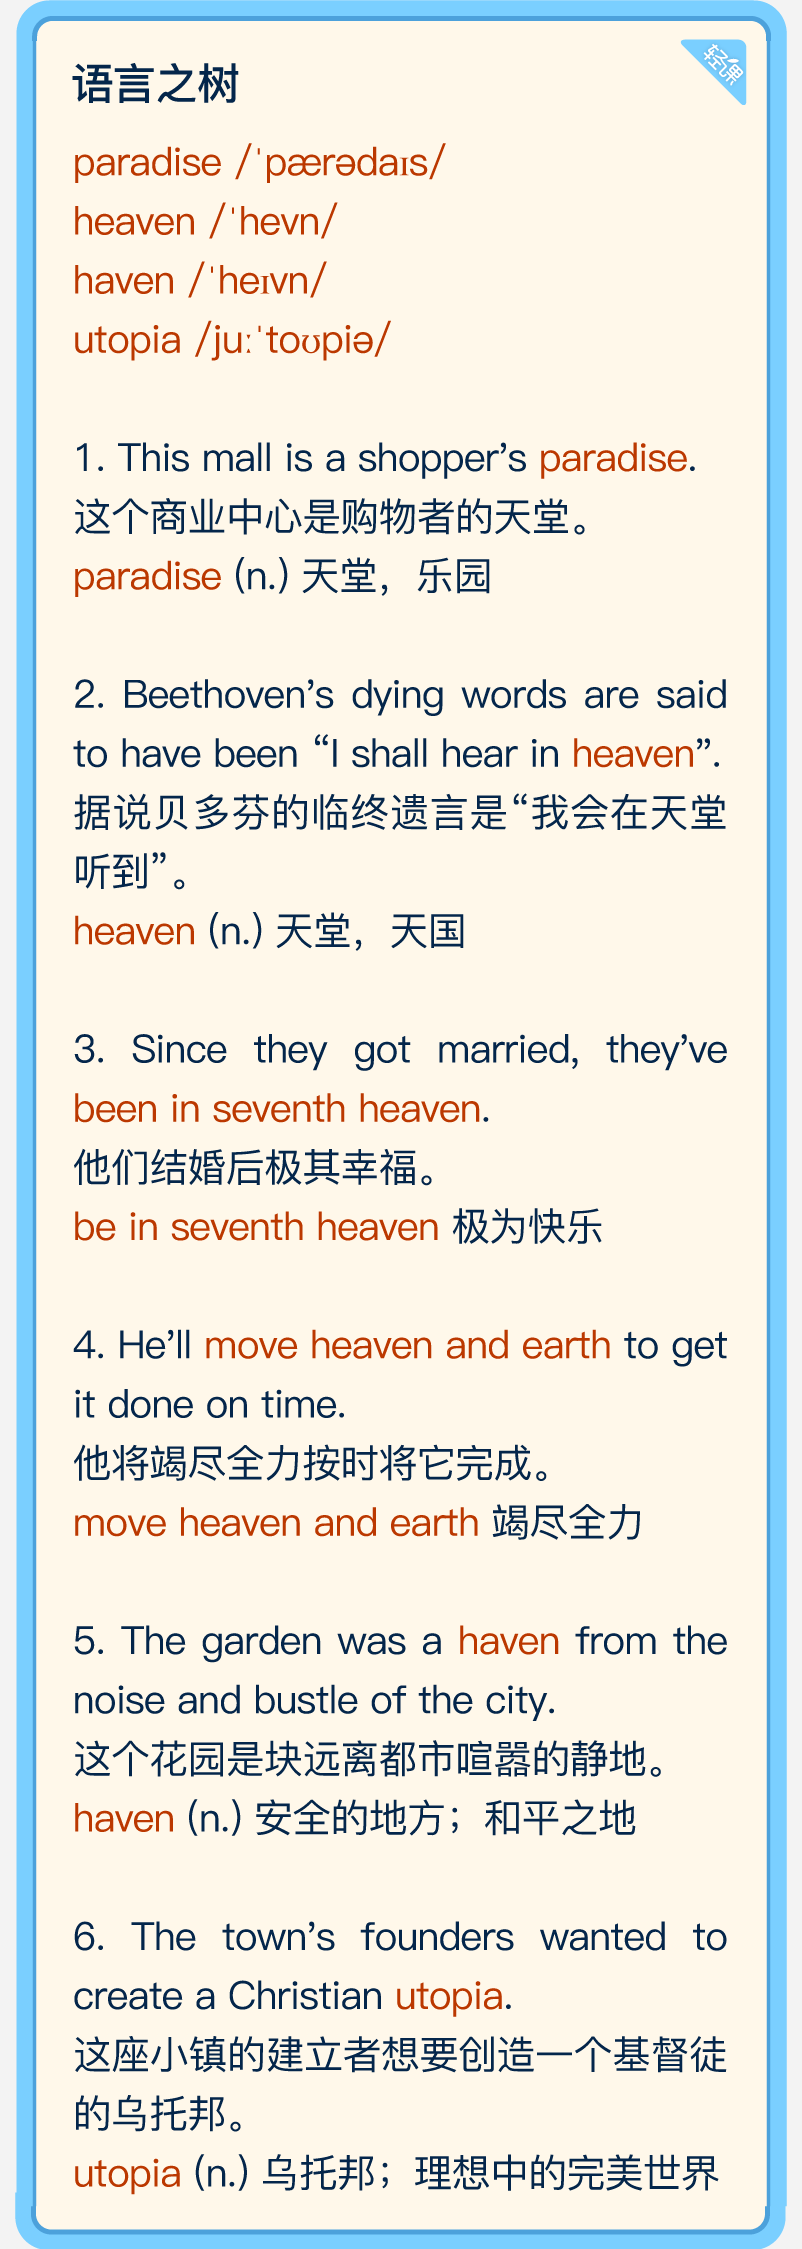 语言之树
轻课
paradise /ˈpærədaɪs/
heaven /ˈhevn/
haven /ˈheɪvn/
utopia /juːˈtoʊpiə/
1. This mall is a shopper’s paradise.
这个商业中心是购物者的天堂。
paradise (n.) 天堂，乐园
2. Beethoven’s dying words are said
to have been “I shall hear in heaven”.
据说贝多芬的临终遗言是“我会在天堂
听到”。
heaven (n.) 天堂，天国
3. Since they got married, they’ve
been in seventh heaven.
他们结婚后极其幸福。
be in seventh heaven 极为快乐
4. He’ll move heaven and earth to get
it done on time.
他将竭尽全力按时将它完成。
move heaven and earth 竭尽全力
5. The garden was a haven from the
noise and bustle of the city.
这个花园是块远离都市喧嚣的静地。
haven (n.) 安全的地方；和平之地
6. The town’s founders wanted to
create a Christian utopia.
这座小镇的建立者想要创造一个基督徒
的乌托邦。
utopia (n.) 乌托邦；理想中的完美世界